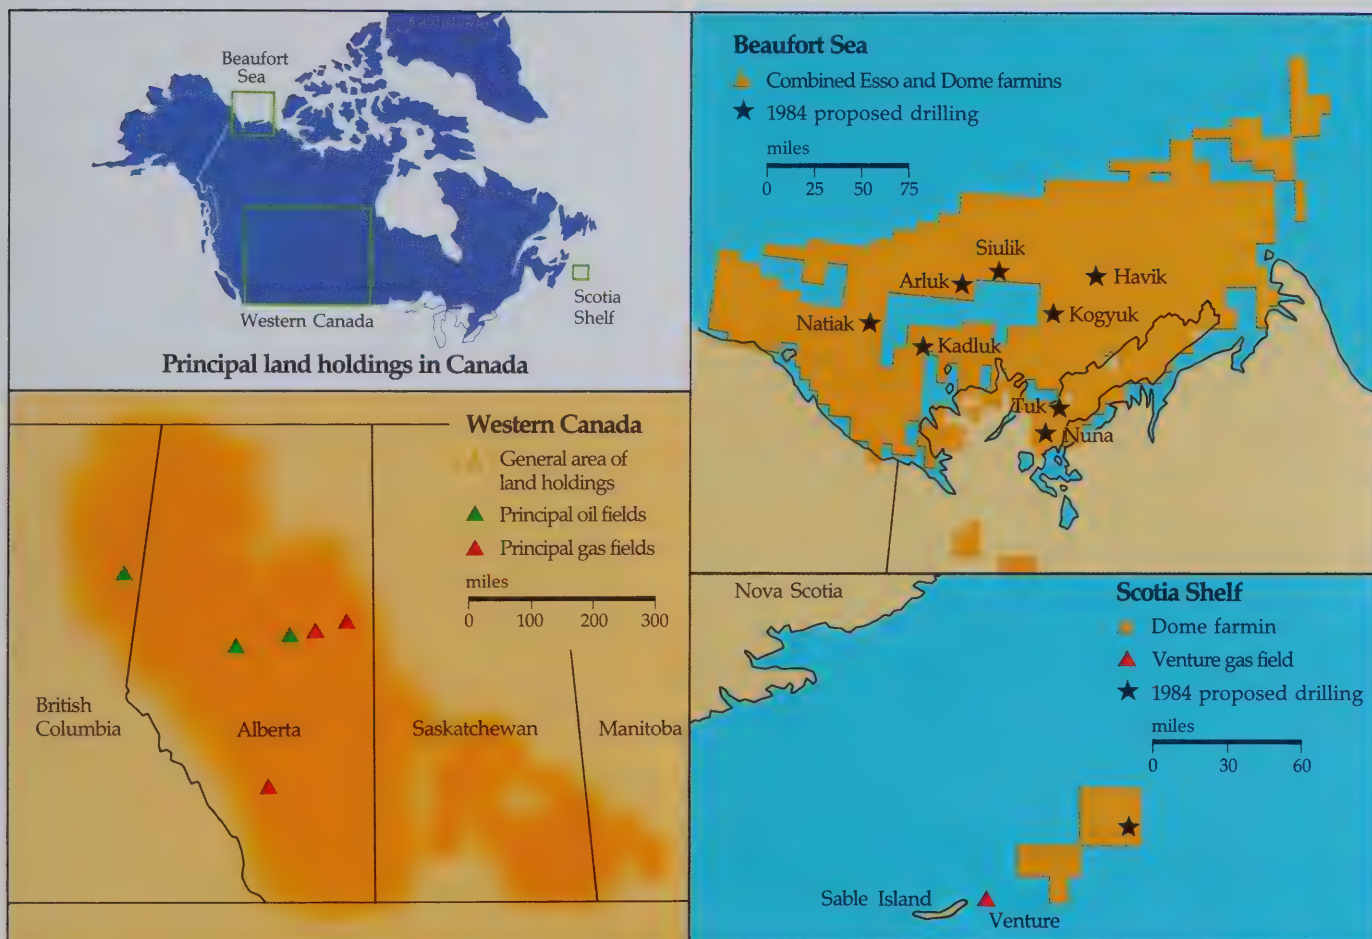 Beaufort
Sea
Scotia
Shelf
Western Canada
Principal land holdings in Canada
Beaufort Sea
Combined Esso and Dome farmins
1984 proposed drilling
miles
0 25 50 75
Siulik
Arluk
Havik
Natiak
Kogyuk
Kadluk
Tuk
Nuna
Western Canada
General area of
land holdings
Principal oil fields
Principal gas fields
miles
0 100 200 300
British
Columbia
Alberta
Saskatchewan
Manitoba
Nova Scotia
Scotia Shelf
Dome farmin
Venture gas field
1984 proposed drilling
miles
0 30 60
Sable Island
Venture